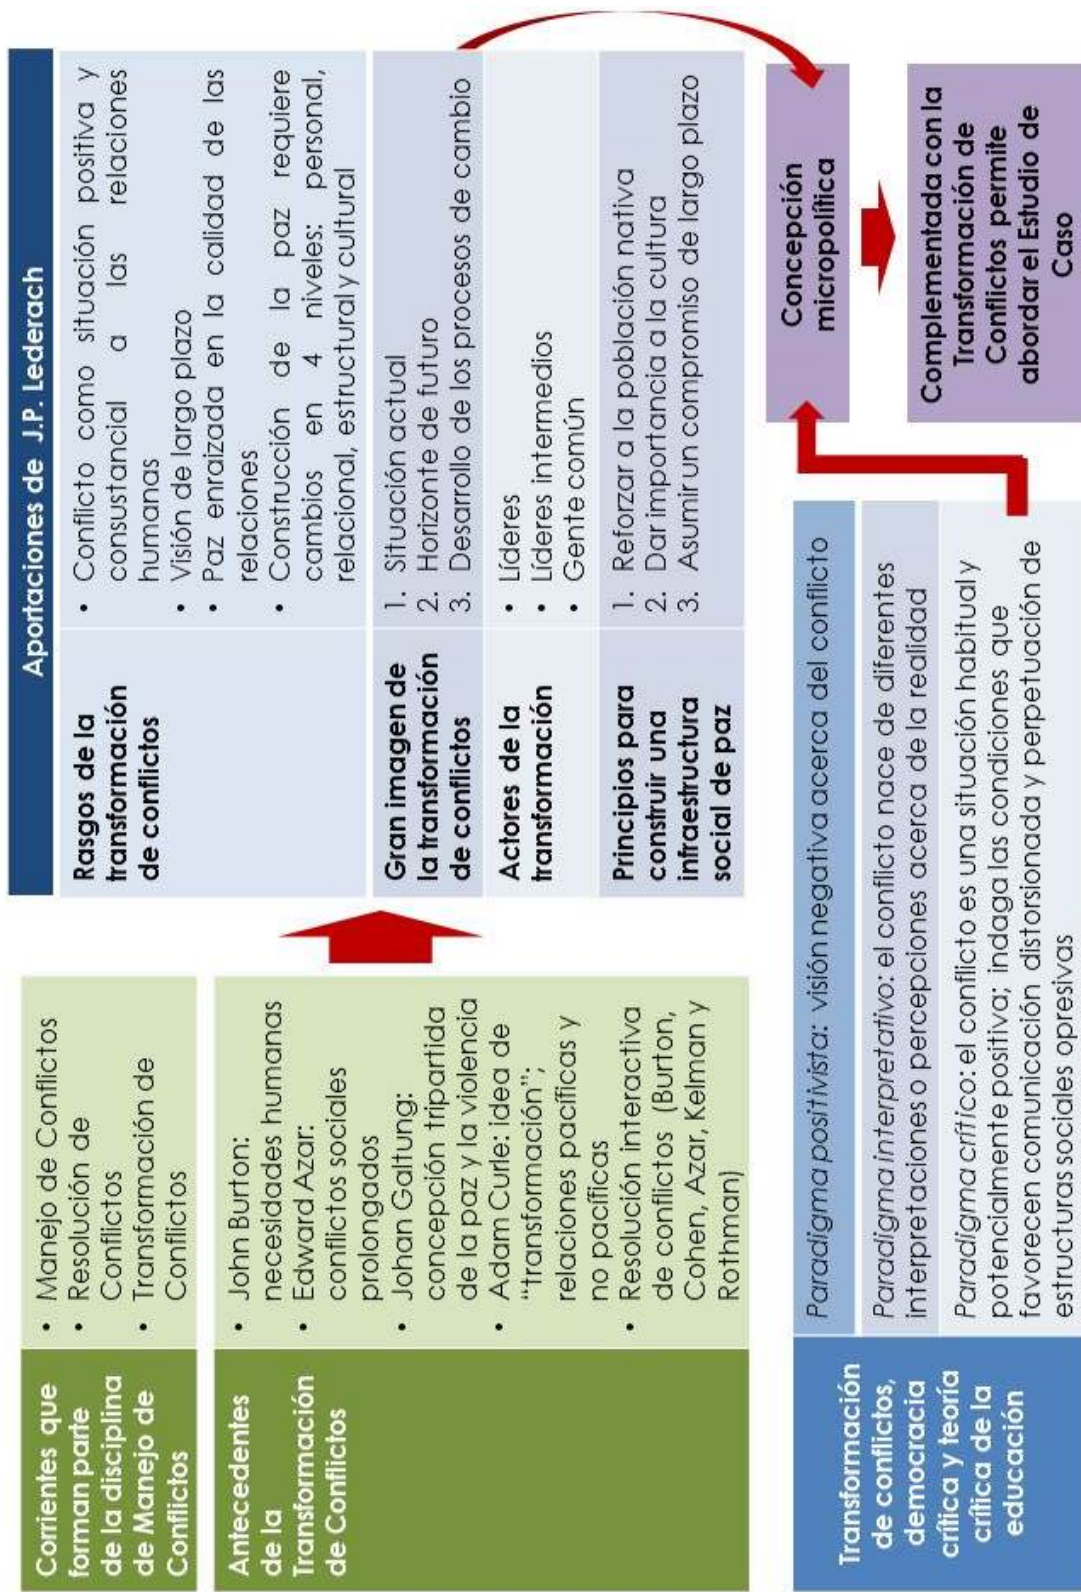 Corrientes que
forman parte
de la disciplina
de Manejo de
Conflictos
• Manejo de Conflictos
• Resolución de
Conflictos
• Transformación de
Conflictos
Antecedentes
de la
Transformación
de Conflictos
• John Burton:
necesidades humanas
• Edward Azar:
conflictos sociales
prolongados
• Johan Galtung:
concepción tripartida
de la paz y la violencia
• Adam Curle: idea de
“transformación”;
relaciones pacíficas y
no pacíficas
• Resolución interactiva
de conflictos (Burton,
Cohen, Azar, Kelman y
Rothman)
Aportaciones de J.P. Lederach
Rasgos de la
transformación
de conflictos
• Conflicto como situación positiva y
consustancial a las relaciones
humanas
• Visión de largo plazo
• Paz enraizada en la calidad de las
relaciones
• Construcción de la paz requiere
cambios en 4 niveles: personal,
relacional, estructural y cultural
Gran imagen de
la transformación
de conflictos
1. Situación actual
2. Horizonte de futuro
3. Desarrollo de los procesos de cambio
Actores de la
transformación
• Líderes
• Líderes intermedios
• Gente común
Principios para
construir una
infraestructura
social de paz
1. Reforzar a la población nativa
2. Dar importancia a la cultura
3. Asumir un compromiso de largo plazo
Transformación
de conflictos,
democracia
crítica y teoría
crítica de la
educación
Paradigma positivista: visión negativa acerca del conflicto
Paradigma interpretativo: el conflicto nace de diferentes
interpretaciones o percepciones acerca de la realidad
Paradigma crítico: el conflicto es una situación habitual y
potencialmente positiva; indaga las condiciones que
favorecen comunicación distorsionada y perpetuación de
estructuras sociales opresivas
Concepción
micropolítica
Complementada con la
Transformación de
Conflictos permite
abordar el Estudio de
Caso